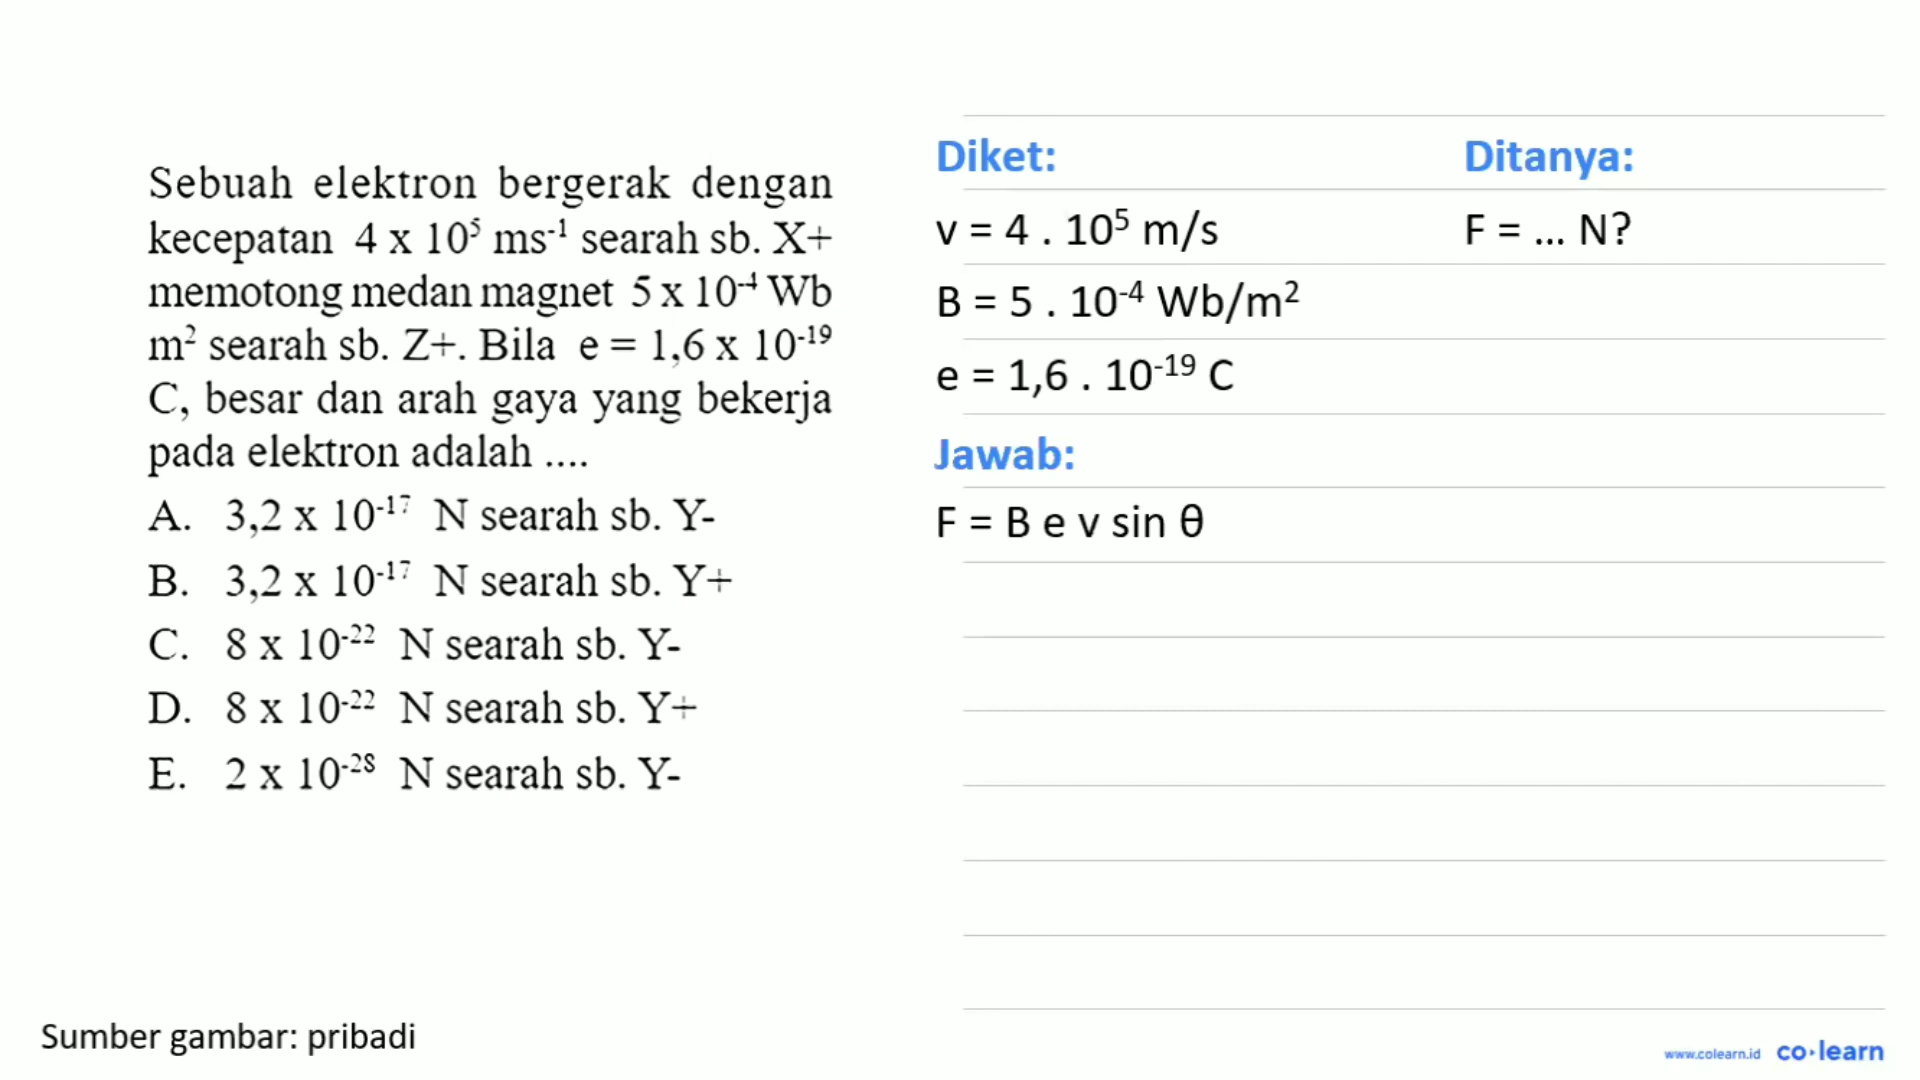 Sebuah elektron bergerak dengan
kecepatan 4 x 10⁵ ms⁻¹ searah sb. X+
memotong medan magnet 5 x 10⁻⁴ Wb
m² searah sb. Z+. Bila e = 1,6 x 10⁻¹⁹
C, besar dan arah gaya yang bekerja
pada elektron adalah ....
A. 3,2 x 10⁻¹⁷ N searah sb. Y-
B. 3,2 x 10⁻¹⁷ N searah sb. Y+
C. 8 x 10⁻²² N searah sb. Y-
D. 8 x 10⁻²² N searah sb. Y+
E. 2 x 10⁻²⁸ N searah sb. Y-
Diket: Ditanya:
v = 4 . 10⁵ m/s F = ... N?
B = 5 . 10⁻⁴ Wb/m²
e = 1,6 . 10⁻¹⁹ C
Jawab:
F = B e v sin θ
Sumber gambar: pribadi
www.colearn.id co·learn